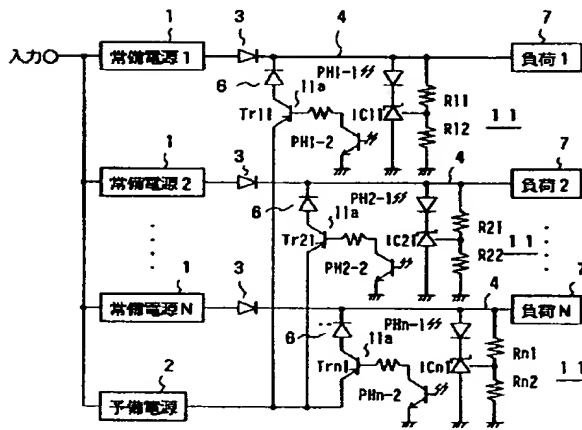 1 3 4 7
入力 常備電源1 負荷1
PH1-1
6 11a R11
Tr11 IC11
R12 11
PH1-2
1 3 4 7
常備電源2 負荷2
PH2-1
6 11a R21
Tr21 IC21
R22 11
PH2-2
1 3 4 7
常備電源N 負荷N
PHn-1
6 11a Rn1
Trn1 ICn1
Rn2 11
PHn-2
2
予備電源